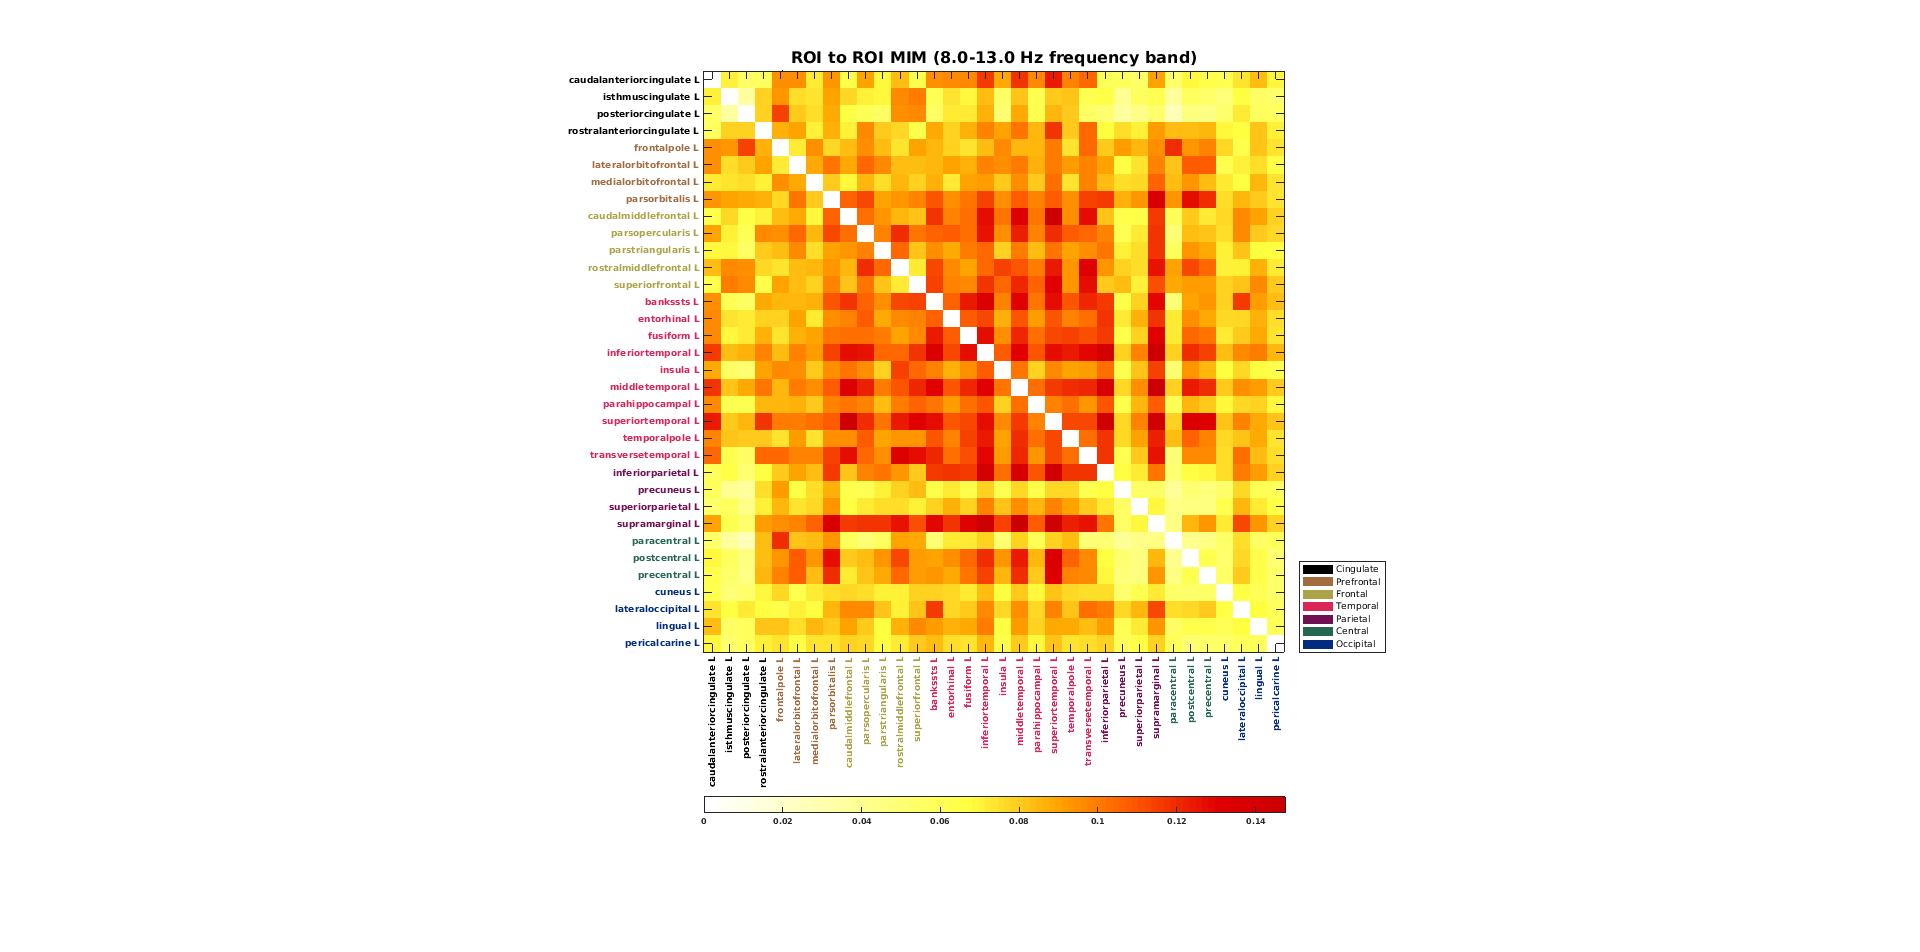 ROI to ROI MIM (8.0-13.0 Hz frequency band)
caudalanteriorcingulate L
isthmuscingulate L
posteriorcingulate L
rostralanteriorcingulate L
frontalpole L
lateralorbitofrontal L
medialorbitofrontal L
parsorbitalis L
caudalmiddlefrontal L
parsopercularis L
parstriangularis L
rostralmiddlefrontal L
superiorfrontal L
bankssts L
entorhinal L
fusiform L
inferiortemporal L
insula L
middletemporal L
parahippocampal L
superiortemporal L
temporalpole L
transversetemporal L
inferiorparietal L
precuneus L
superiorparietal L
supramarginal L
paracentral L
postcentral L
precentral L
cuneus L
lateraloccipital L
lingual L
pericalcarine L
caudalanteriorcingulate L
isthmuscingulate L
posteriorcingulate L
rostralanteriorcingulate L
frontalpole L
lateralorbitofrontal L
medialorbitofrontal L
parsorbitalis L
caudalmiddlefrontal L
parsopercularis L
parstriangularis L
rostralmiddlefrontal L
superiorfrontal L
bankssts L
entorhinal L
fusiform L
inferiortemporal L
insula L
middletemporal L
parahippocampal L
superiortemporal L
temporalpole L
transversetemporal L
inferiorparietal L
precuneus L
superiorparietal L
supramarginal L
paracentral L
postcentral L
precentral L
cuneus L
lateraloccipital L
lingual L
pericalcarine L
Cingulate
Prefrontal
Frontal
Temporal
Parietal
Central
Occipital
0 0.02 0.04 0.06 0.08 0.1 0.12 0.14